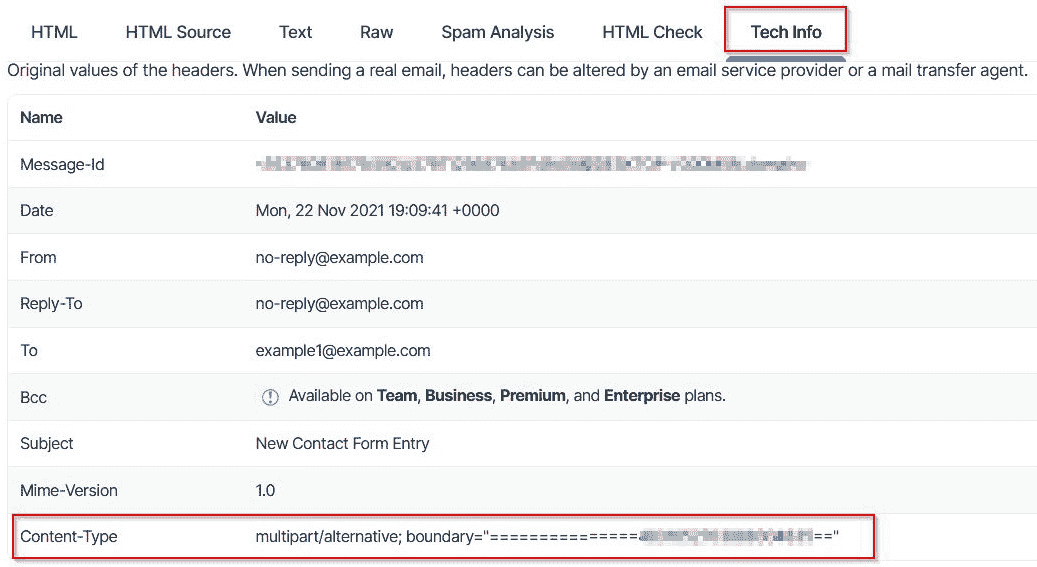 HTML HTML Source Text Raw Spam Analysis HTML Check Tech Info
Original values of the headers. When sending a real email, headers can be altered by an email service provider or a mail transfer agent.
Name Value
Message-Id
Date Mon, 22 Nov 2021 19:09:41 +0000
From no-reply@example.com
Reply-To no-reply@example.com
To example1@example.com
Bcc Available on Team, Business, Premium, and Enterprise plans.
Subject New Contact Form Entry
Mime-Version 1.0
Content-Type multipart/alternative; boundary="=============== =="